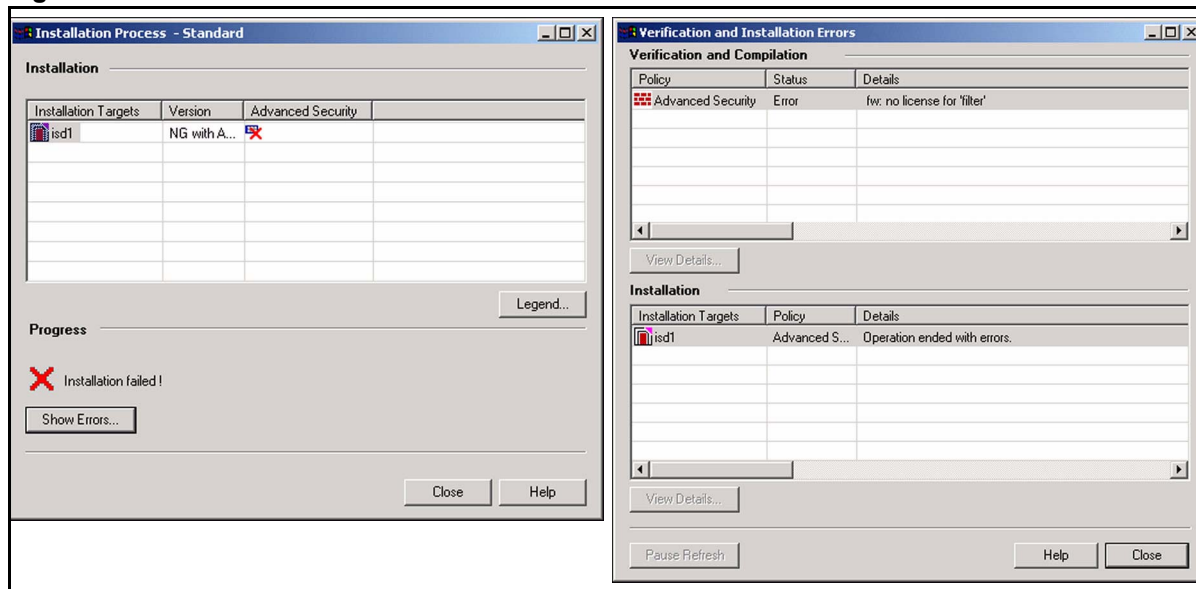 Installation Process - Standard
Installation
Installation Targets Version Advanced Security
isd1 NG with A...
Legend...
Progress
Installation failed !
Show Errors...
Close Help
Verification and Installation Errors
Verification and Compilation
Policy Status Details
Advanced Security Error fw: no license for 'filter'
View Details...
Installation
Installation Targets Policy Details
isd1 Advanced S... Operation ended with errors.
View Details...
Pause Refresh Help Close